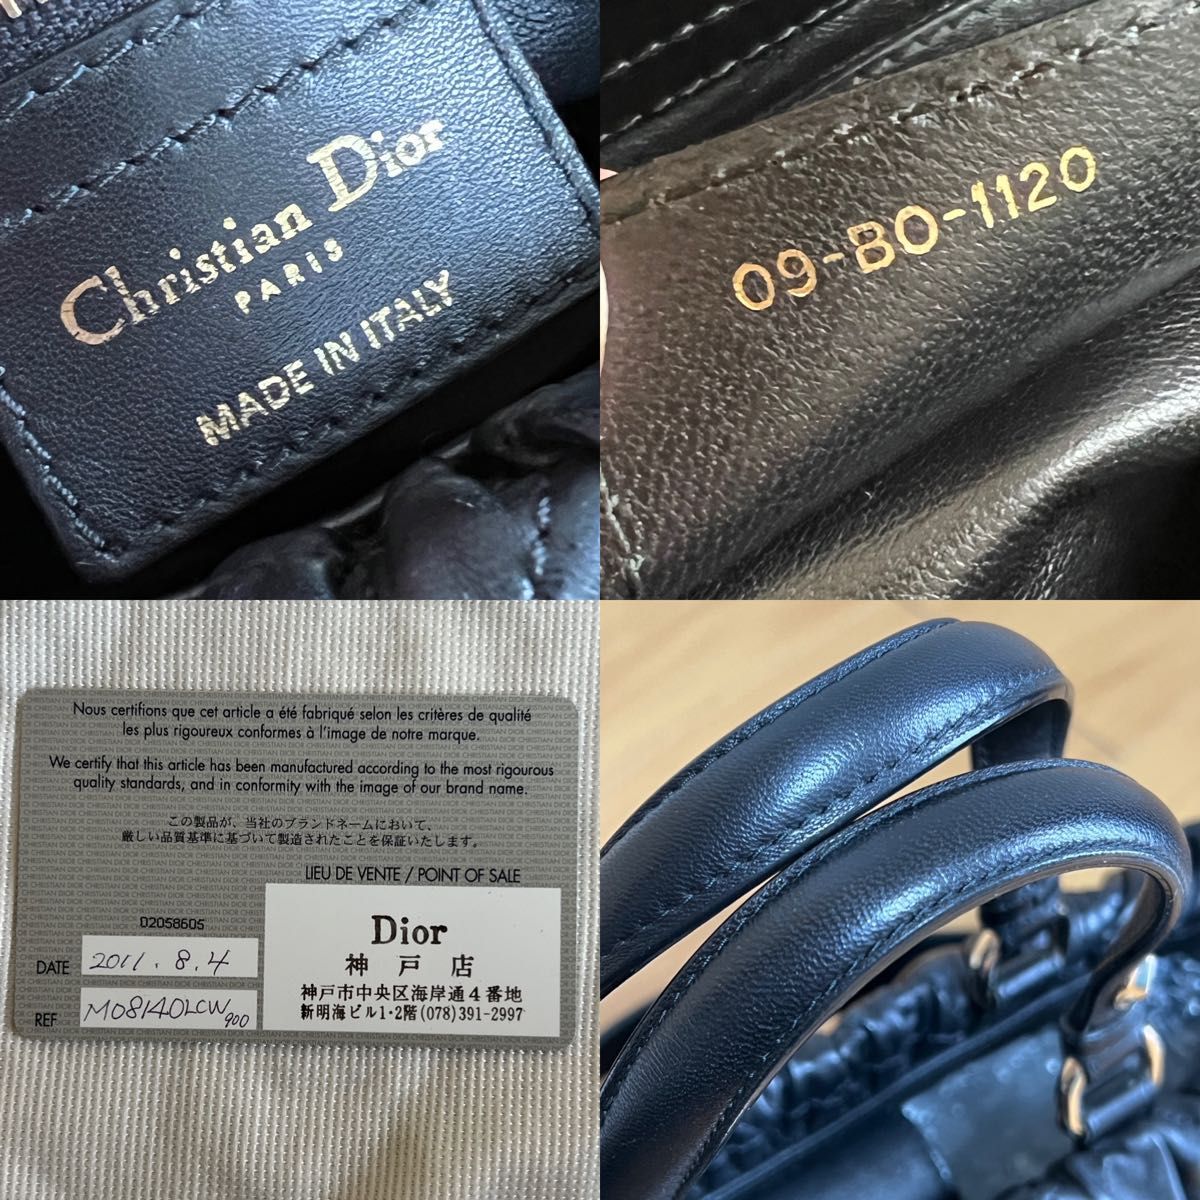 Christian Dior
PARIS
MADE IN ITALY
09-BO-1120
Nous certifions que cet article a été fabriqué selon les critères de qualité
les plus rigoureux conformes à l'image de notre marque.
We certify that this article has been manufactured according to the most rigourous
quality standards, and in conformity with the image of our brand name.
この製品が、当社のブランドネームにおいて、
厳しい品質基準に基づいて製造されたことを保証いたします。
LIEU DE VENTE / POINT OF SALE
D2058605
DATE 2011.8.4
REF M08140LCW 900
Dior
神戸店
神戸市中央区海岸通4番地
新明海ビル1・2階(078)391-2997